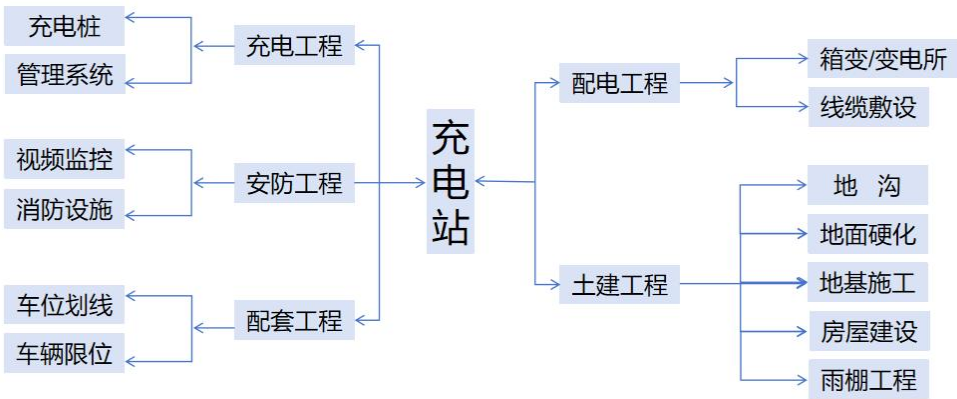 充电桩
管理系统
充电工程
视频监控
消防设施
安防工程
车位划线
车辆限位
配套工程
充电站
配电工程
箱变/变电所
线缆敷设
土建工程
地 沟
地面硬化
地基施工
房屋建设
雨棚工程